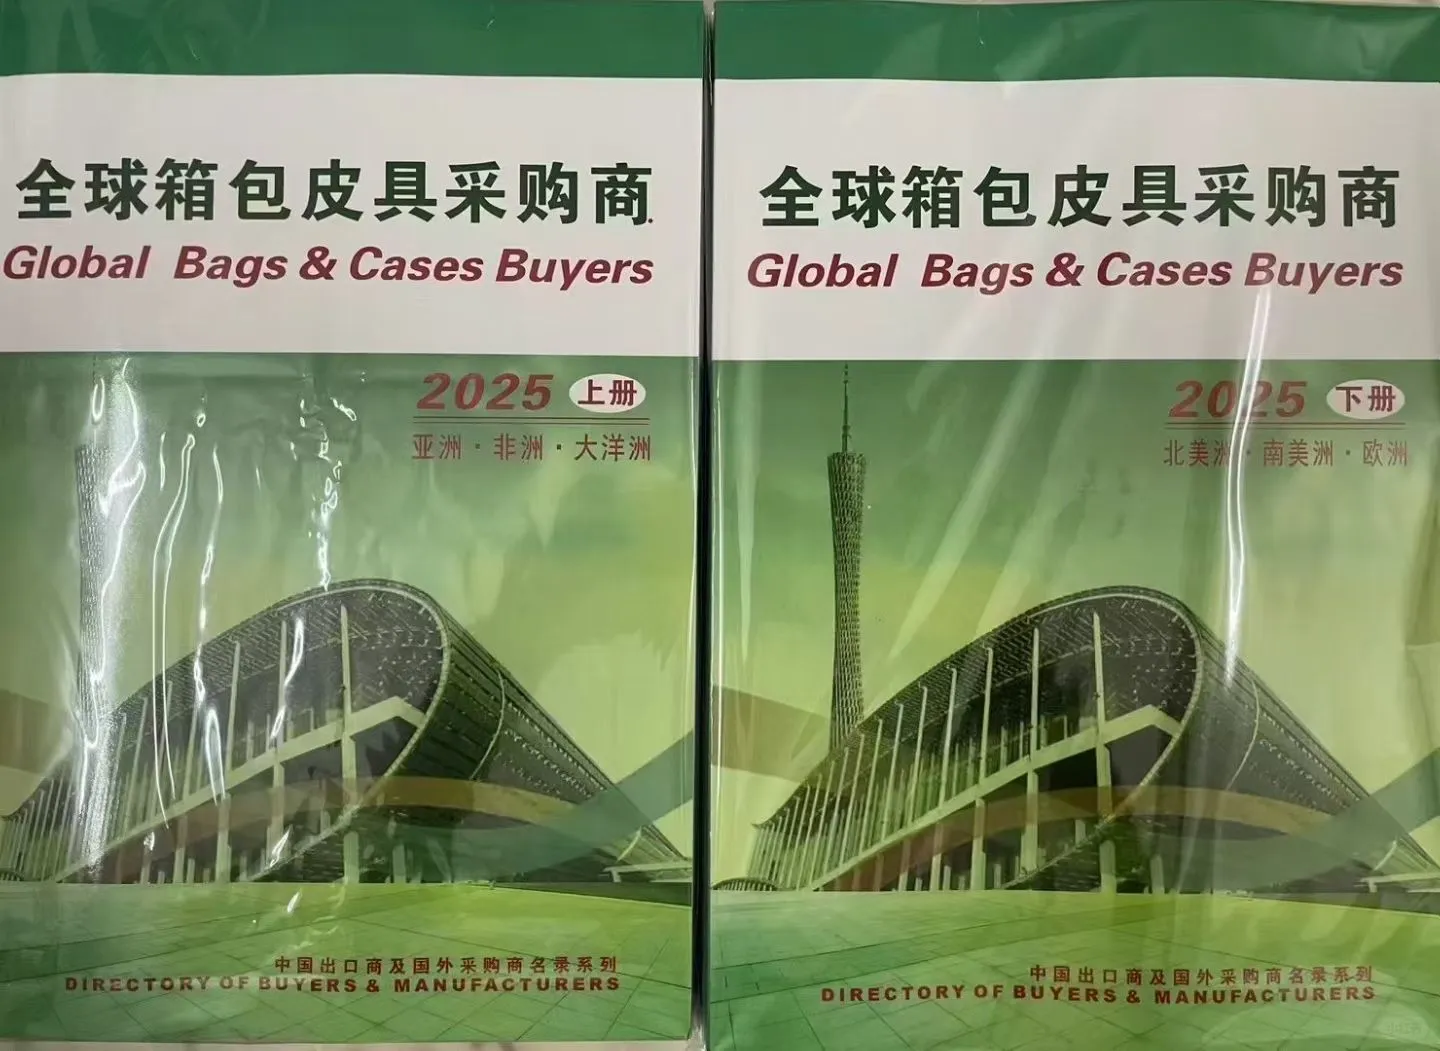 全球箱包皮具采购商
Global Bags & Cases Buyers
2025 上册
亚洲·非洲·大洋洲
中国出口商及国外采购商名录系列
DIRECTORY OF BUYERS & MANUFACTURERS
全球箱包皮具采购商
Global Bags & Cases Buyers
2025 下册
北美洲·南美洲·欧洲
中国出口商及国外采购商名录系列
DIRECTORY OF BUYERS & MANUFACTURERS